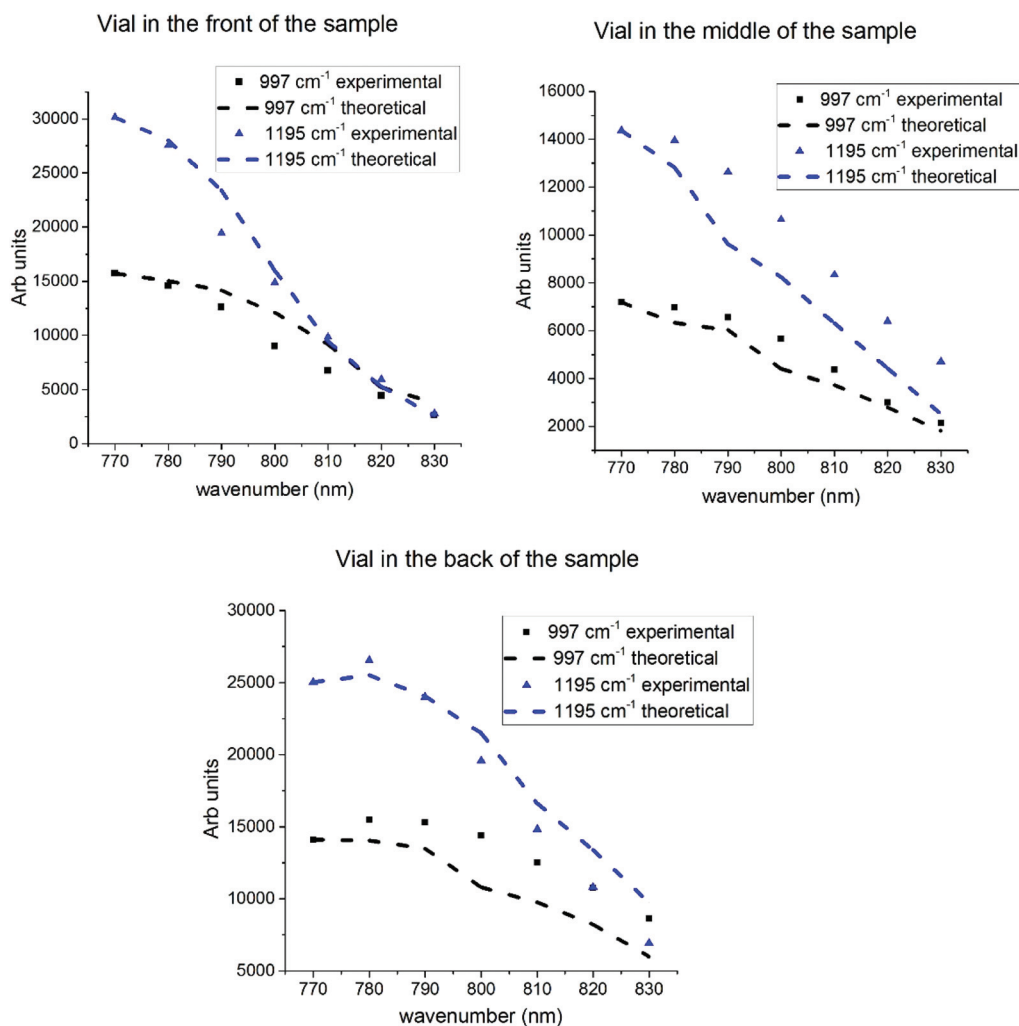 Vial in the front of the sample
997 cm⁻¹ experimental
997 cm⁻¹ theoretical
1195 cm⁻¹ experimental
1195 cm⁻¹ theoretical
30000
25000
20000
15000
10000
5000
0
Arb units
770 780 790 800 810 820 830
wavenumber (nm)
Vial in the middle of the sample
997 cm⁻¹ experimental
997 cm⁻¹ theoretical
1195 cm⁻¹ experimental
1195 cm⁻¹ theoretical
16000
14000
12000
10000
8000
6000
4000
2000
Arb units
770 780 790 800 810 820 830
wavenumber (nm)
Vial in the back of the sample
997 cm⁻¹ experimental
997 cm⁻¹ theoretical
1195 cm⁻¹ experimental
1195 cm⁻¹ theoretical
30000
25000
20000
15000
10000
5000
Arb units
770 780 790 800 810 820 830
wavenumber (nm)